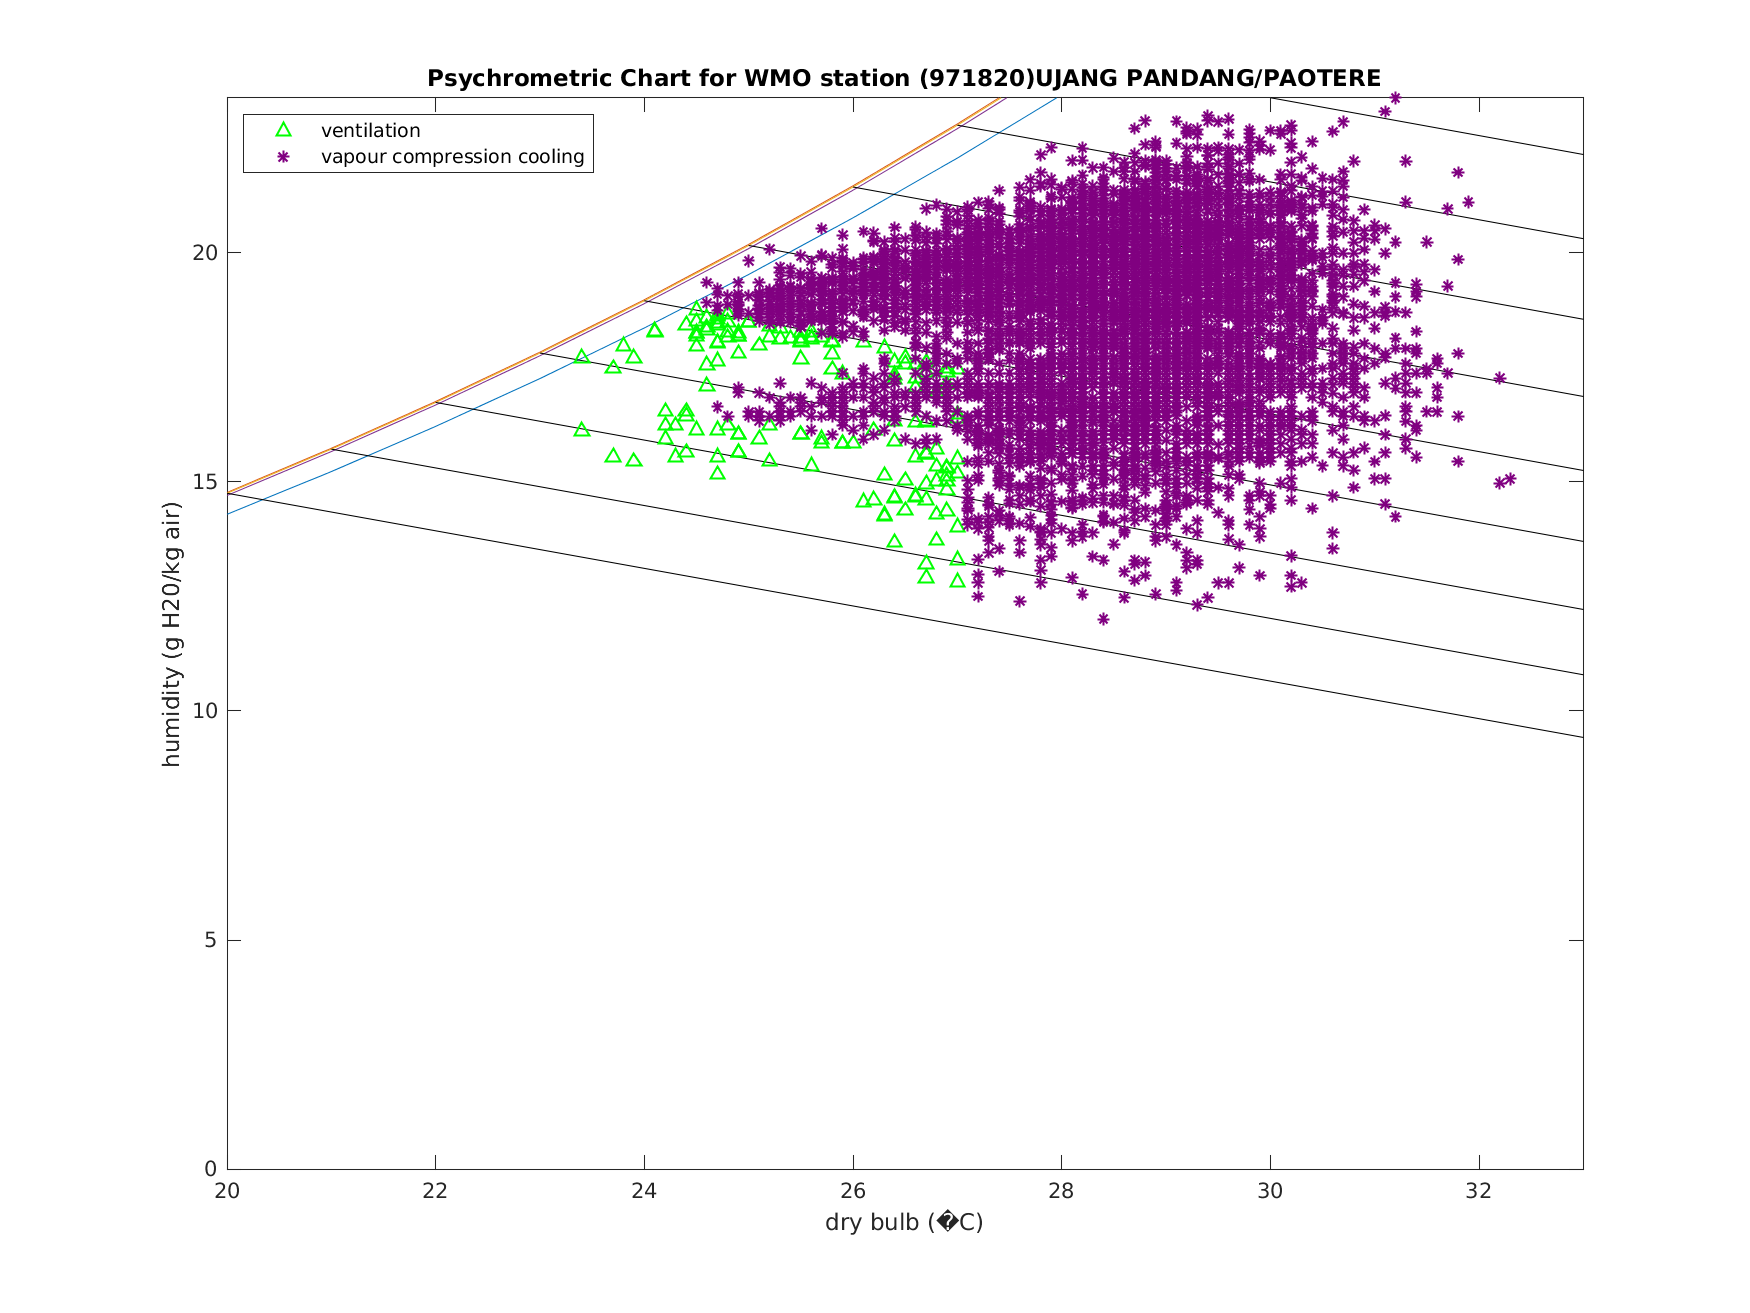 Psychrometric Chart for WMO station (971820)UJANG PANDANG/PAOTERE
ventilation
vapour compression cooling
humidity (g H20/kg air)
20
15
10
5
0
20 22 24 26 28 30 32
dry bulb (�C)